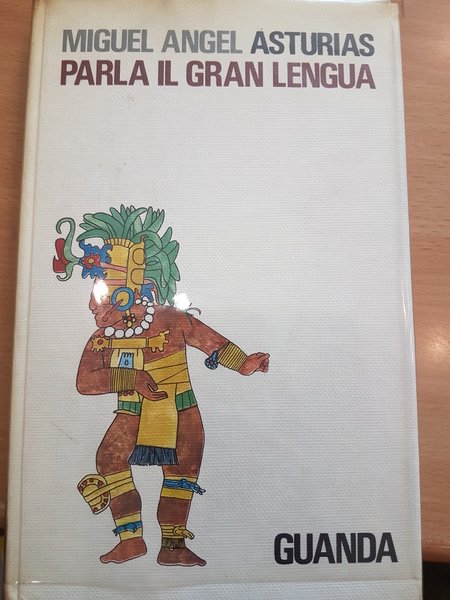 MIGUEL ANGEL ASTURIAS
PARLA IL GRAN LENGUA
GUANDA